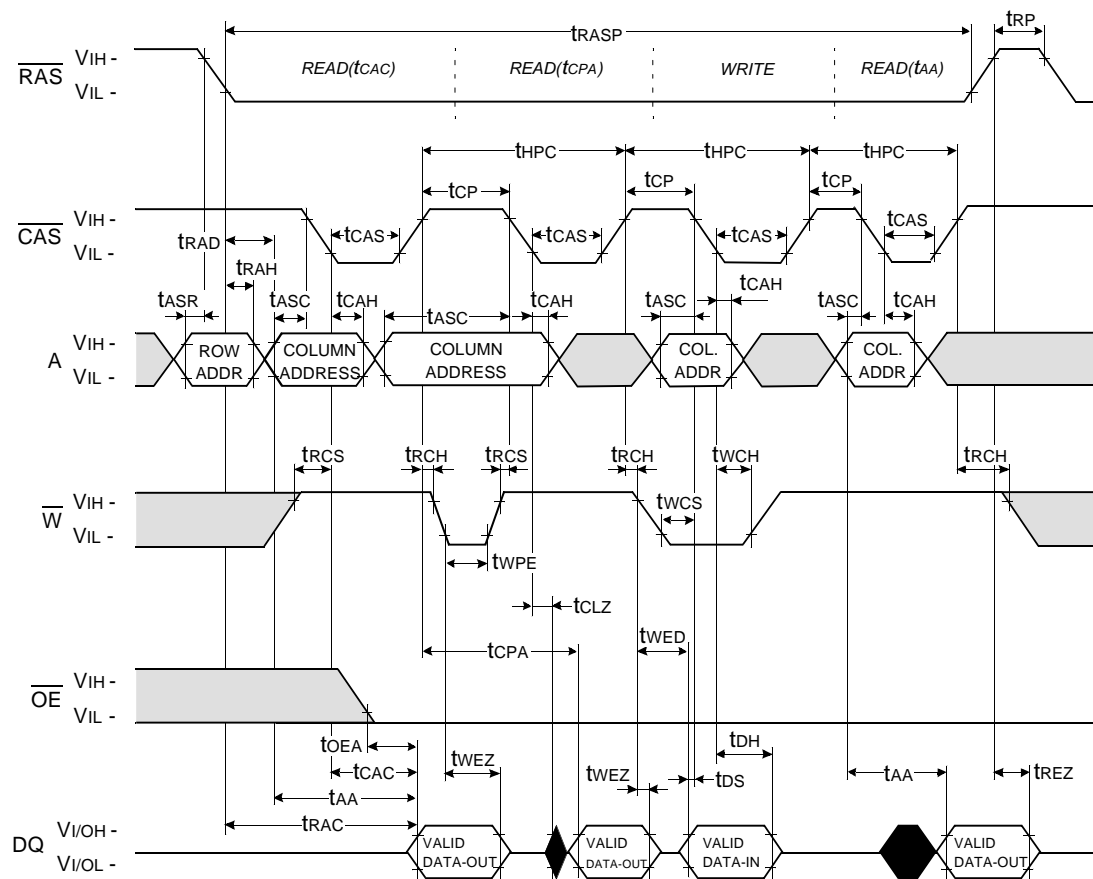 tRASP tRP
RAS VIH - VIL -
READ(tCAC) READ(tCPA) WRITE READ(tAA)
tHPC tHPC tHPC
tCP tCP tCP
CAS VIH - VIL -
tCAS tCAS tCAS tCAS
tRAD
tRAH
tASR tASC tCAH tASC tCAH tASC tCAH tASC tCAH
A VIH - VIL -
ROW ADDR
COLUMN ADDRESS
COLUMN ADDRESS
COL. ADDR
COL. ADDR
tRCS tRCH tRCS tRCH tWCH tRCH
W VIH - VIL -
tWCS
tWPE
tCLZ
tWED
tCPA
OE VIH - VIL -
tOEA tWEZ tDH
tCAC tWEZ tDS tAA tREZ
tAA
tRAC
DQ VI/OH - VI/OL -
VALID DATA-OUT
VALID DATA-OUT
VALID DATA-IN
VALID DATA-OUT